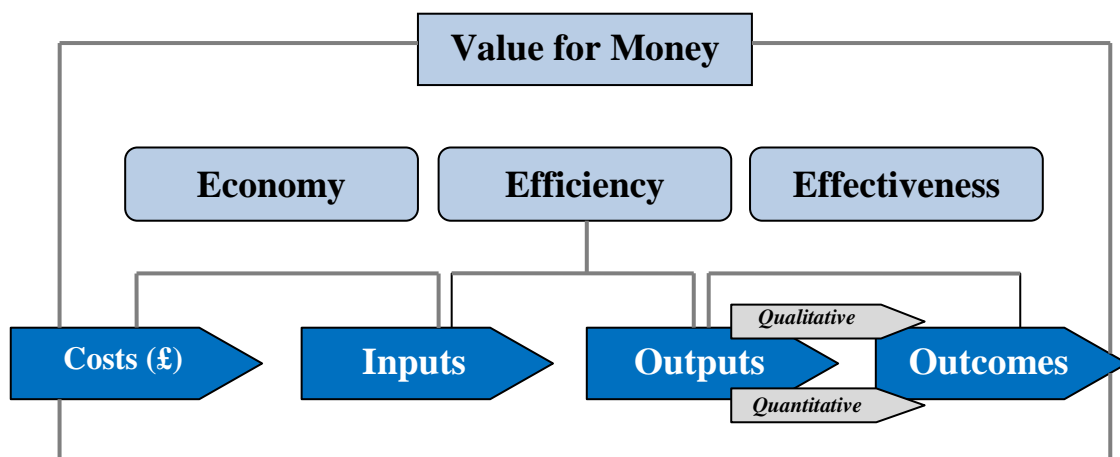 Value for Money
Economy
Efficiency
Effectiveness
Qualitative
Costs (£)
Inputs
Outputs
Outcomes
Quantitative